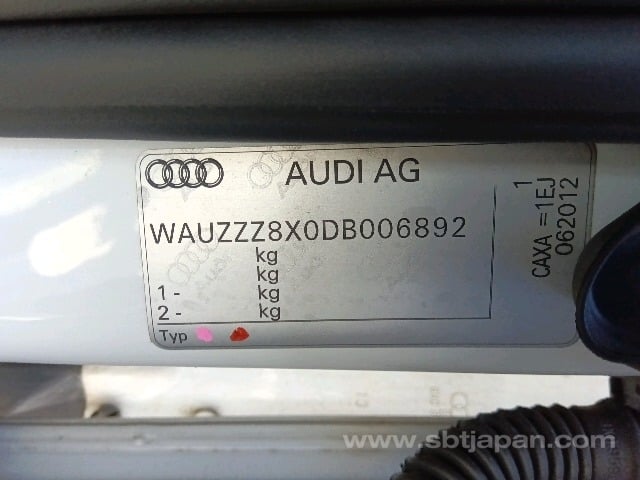 AUDI AG
WAUZZZ8X0DB006892
kg
kg
1 - kg
2 - kg
Typ
1
CAXA =1EJ
062012
www.sbtjapan.com